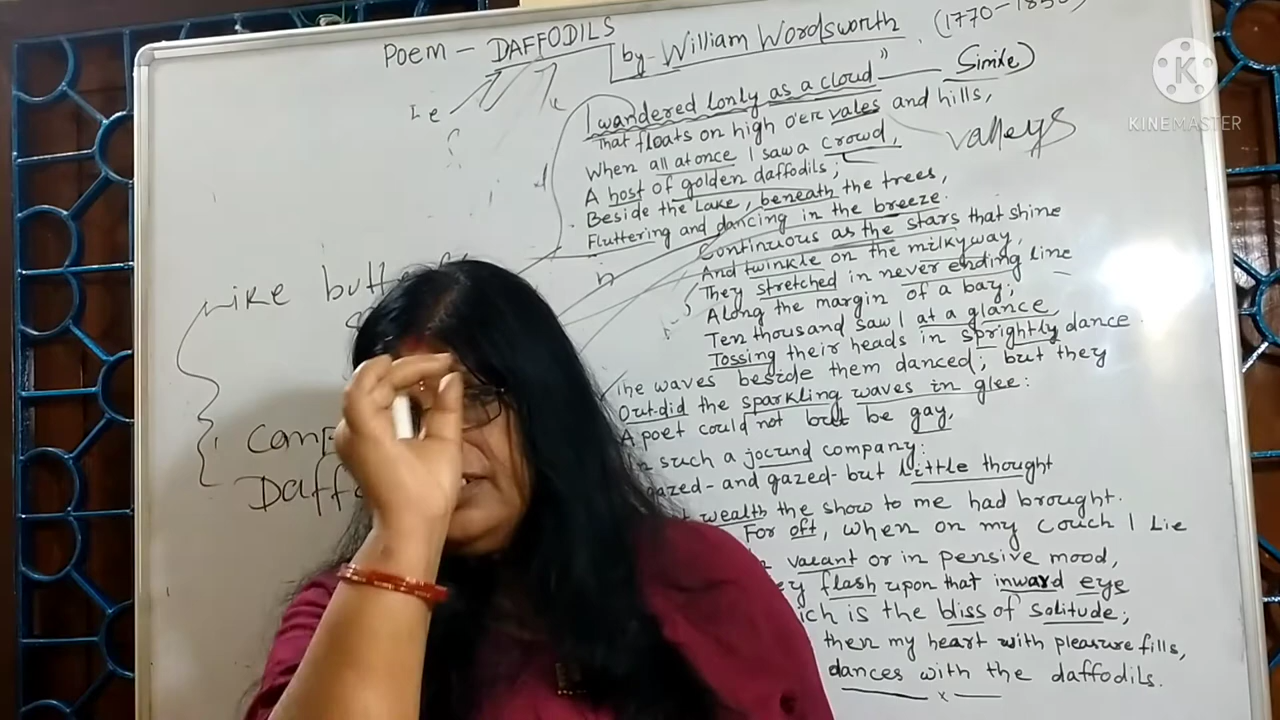 Poem - DAFFODILS
by - William Wordsworth
I wandered Lonly as a cloud" Simile)
That floats on high o'er vales and hills,
valleys
When all at once I saw a crowd,
A host of golden daffodils;
Beside the Lake, beneath the trees,
Fluttering and dancing in the breeze.
Continuous as the stars that shine
And twinkle on the milkyway,
They stretched in never ending line
Along the margin of a bay;
Ten thousand saw I at a glance,
Tossing their heads in sprightly dance
The waves beside them danced; but they
Out-did the sparkling waves in glee:
A poet could not but be gay,
such a jocund company:
gazed - and gazed - but little thought
wealth the show to me had brought.
For oft, when on my couch I Lie
vacant or in pensive mood,
flash upon that inward eye
is the bliss of solitude;
then my heart with pleasure fills,
dances with the daffodils.
x
KINEMASTER